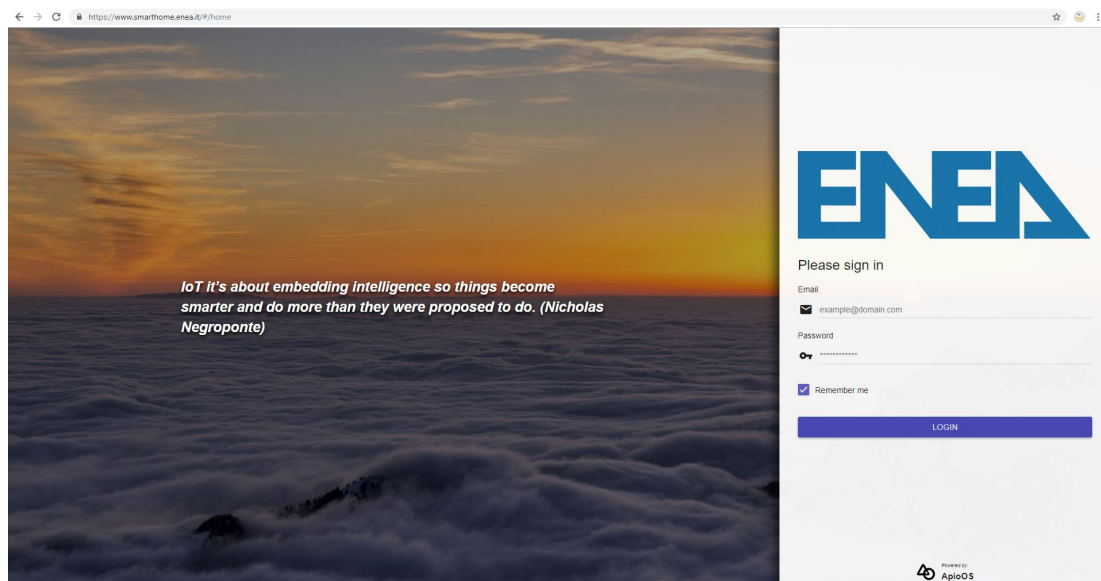 https://www.smarthome.enea.it/#/home
IoT it's about embedding intelligence so things become
smarter and do more than they were proposed to do. (Nicholas
Negroponte)
ENEA
Please sign in
Email
example@domain.com
Password
************
Remember me
LOGIN
Powered by
ApioOS